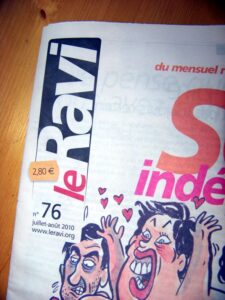 du mensuel
le Ravi
2,80 €
indé
n° 76
juillet-août 2010
www.leravi.org